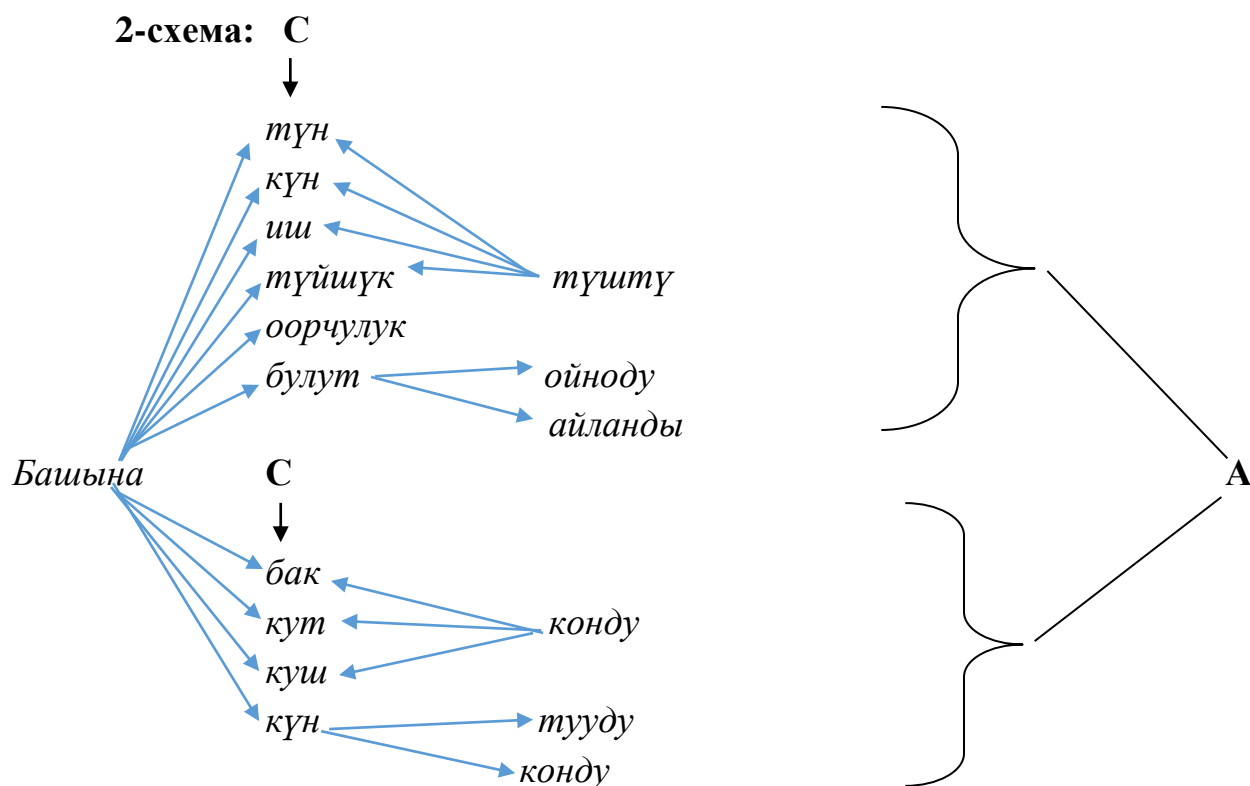 2-схема: С
түн
күн
иш
түйшүк түштү
оорчулук
булут ойноду
айланды
Башына С А
бак
кут конду
куш
күн тууду
конду